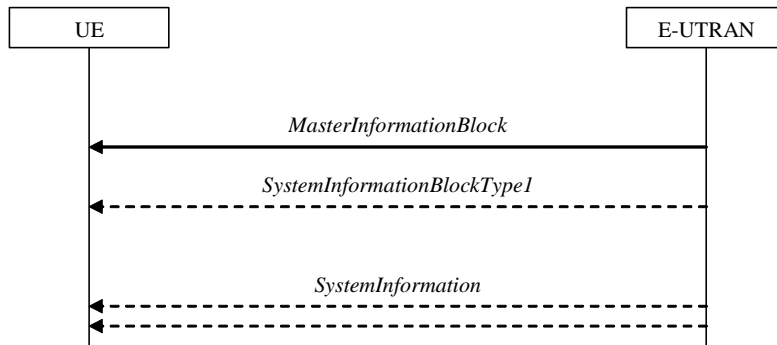 UE
E-UTRAN
MasterInformationBlock
SystemInformationBlockType1
SystemInformation